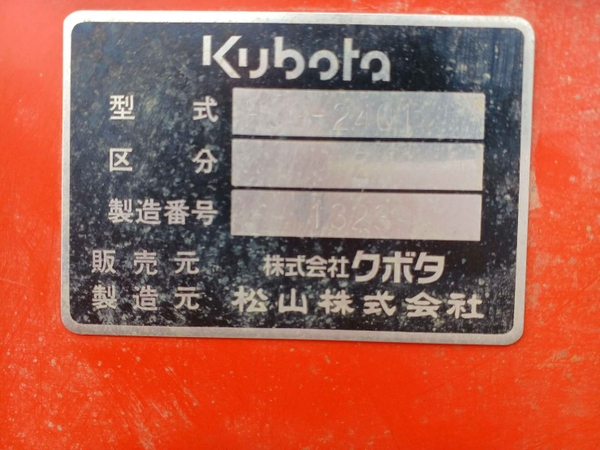 Kubota
型式
区分
製造番号
販売元 株式会社クボタ
製造元 松山株式会社